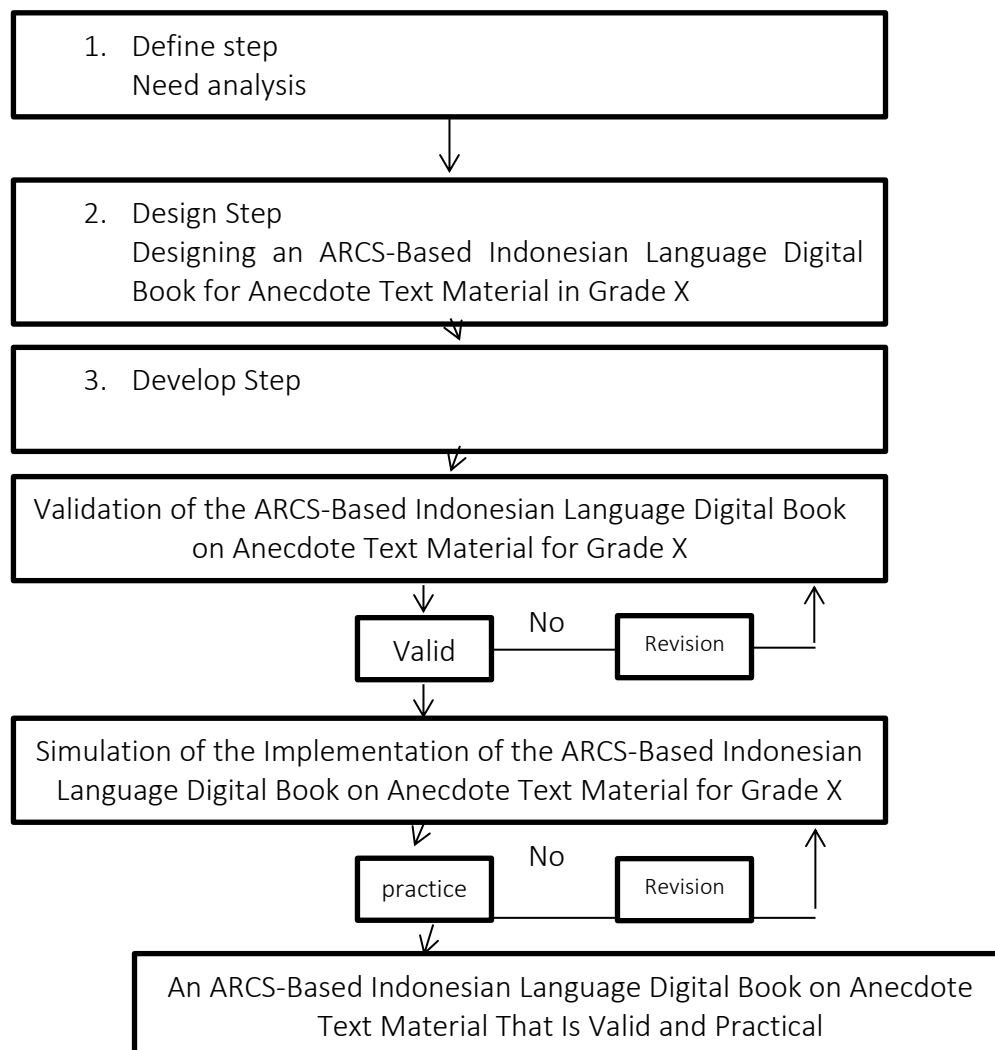 1. Define step
Need analysis
2. Design Step
Designing an ARCS-Based Indonesian Language Digital
Book for Anecdote Text Material in Grade X
3. Develop Step
Validation of the ARCS-Based Indonesian Language Digital Book
on Anecdote Text Material for Grade X
Valid
No
Revision
Simulation of the Implementation of the ARCS-Based Indonesian
Language Digital Book on Anecdote Text Material for Grade X
practice
No
Revision
An ARCS-Based Indonesian Language Digital Book on Anecdote
Text Material That Is Valid and Practical